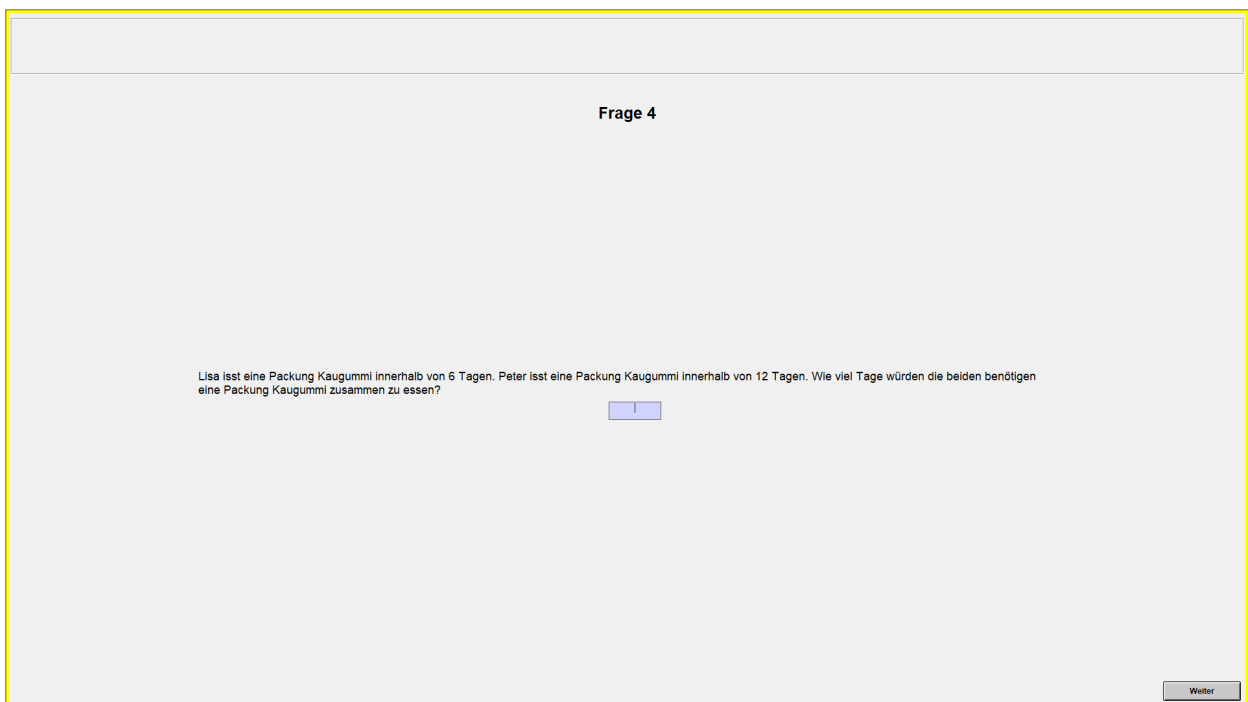 Frage 4
Lisa isst eine Packung Kaugummi innerhalb von 6 Tagen. Peter isst eine Packung Kaugummi innerhalb von 12 Tagen. Wie viel Tage würden die beiden benötigen
eine Packung Kaugummi zusammen zu essen?
Weiter